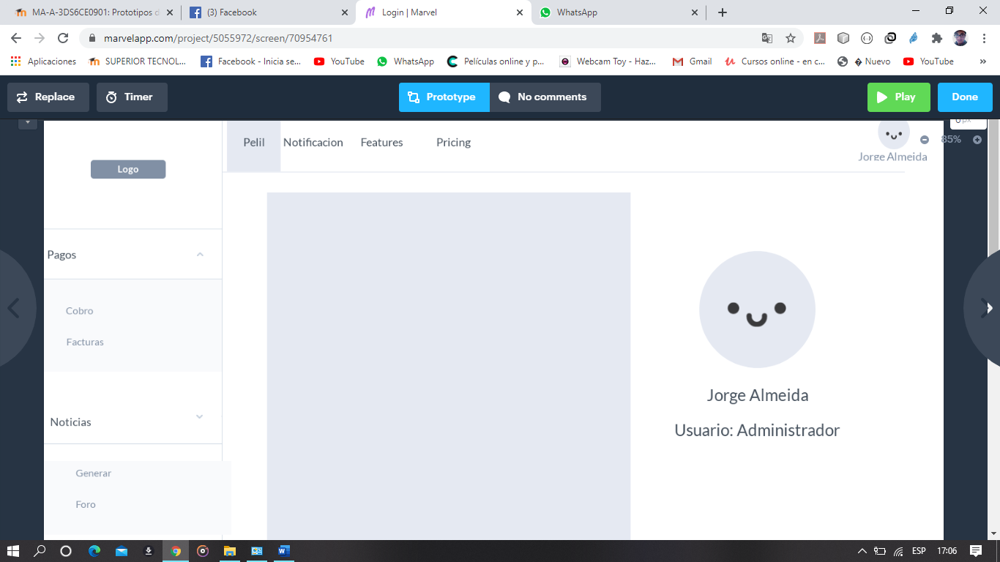 MA-A-3DS6CE0901: Prototipos d
(3) Facebook
Login | Marvel
WhatsApp
marvelapp.com/project/5055972/screen/70954761
Aplicaciones
SUPERIOR TECNOL...
Facebook - Inicia se...
YouTube
WhatsApp
Películas online y p...
Webcam Toy - Haz...
Gmail
Cursos online - en c...
� Nuevo
YouTube
»
Replace
Timer
Prototype
No comments
Play
Done
Pelil
Notificacion
Features
Pricing
px
85%
Jorge Almeida
Logo
Pagos
Cobro
Facturas
Noticias
Generar
Foro
Jorge Almeida
Usuario: Administrador
ESP
17:06